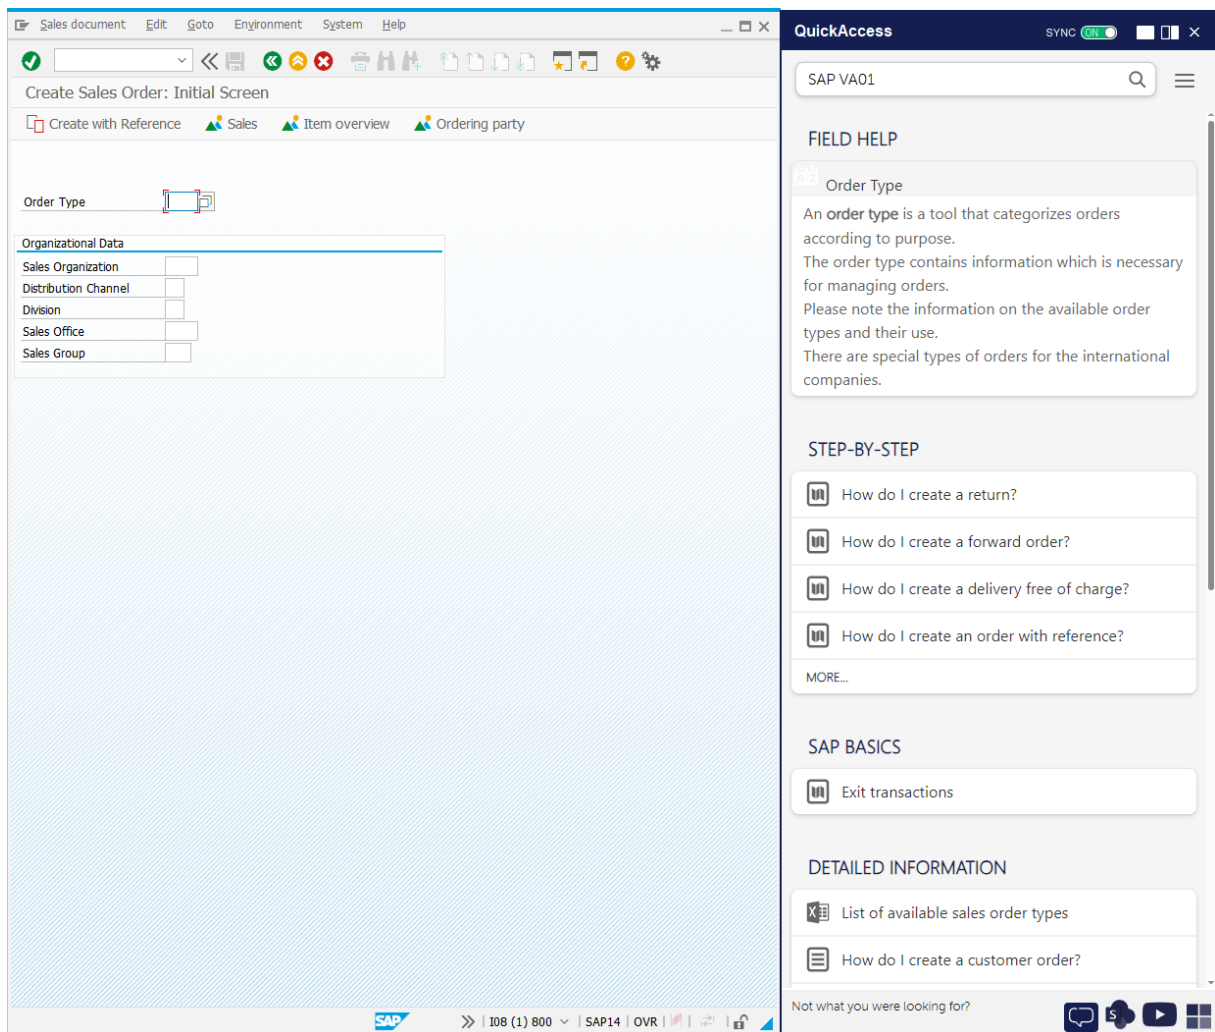 Sales document Edit Goto Environment System Help
Create Sales Order: Initial Screen
Create with Reference Sales Item overview Ordering party
Order Type
Organizational Data
Sales Organization
Distribution Channel
Division
Sales Office
Sales Group
SAP I08 (1) 800 SAP14 OVR
QuickAccess SYNC ON
SAP VA01
FIELD HELP
Order Type
An order type is a tool that categorizes orders
according to purpose.
The order type contains information which is necessary
for managing orders.
Please note the information on the available order
types and their use.
There are special types of orders for the international
companies.
STEP-BY-STEP
How do I create a return?
How do I create a forward order?
How do I create a delivery free of charge?
How do I create an order with reference?
MORE...
SAP BASICS
Exit transactions
DETAILED INFORMATION
List of available sales order types
How do I create a customer order?
Not what you were looking for?